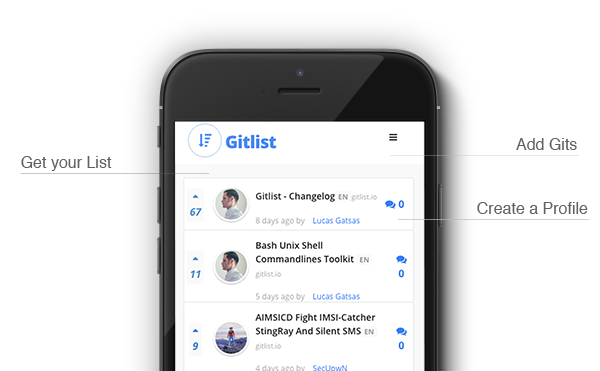 Gitlist
Add Gits
Get your List
Gitlist - Changelog EN gitlist.io
67
0
8 days ago by Lucas Gatsas
Create a Profile
Bash Unix Shell
Commandlines Toolkit EN
gitlist.io
11
0
5 days ago by Lucas Gatsas
AIMSICD Fight IMSI-Catcher
StingRay And Silent SMS EN
gitlist.io
9
0
4 days ago by SecUpwN